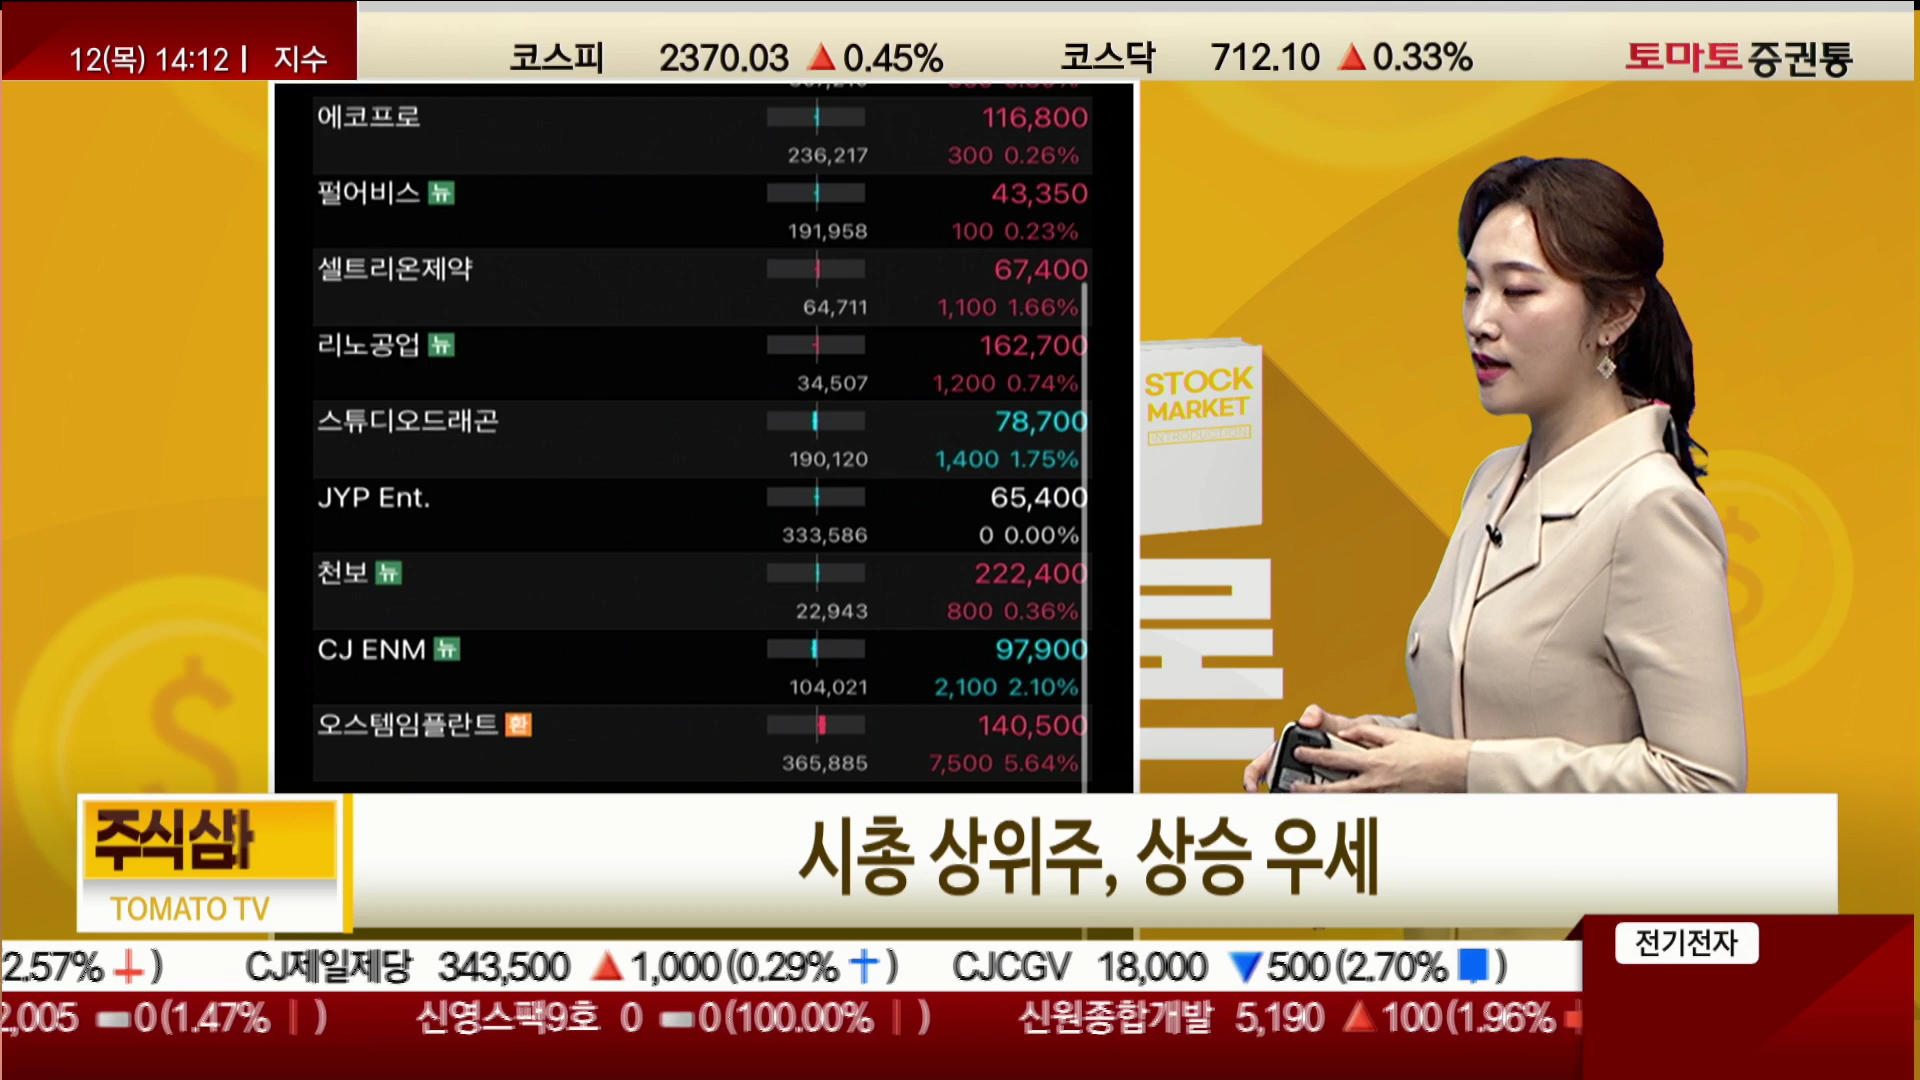 12(목) 14:12 | 지수
코스피 2370.03 ▲0.45% 코스닥 712.10 ▲0.33%
토마토증권통
에코프로 116,800
236,217 300 0.26%
펄어비스 뉴 43,350
191,958 100 0.23%
셀트리온제약 67,400
64,711 1,100 1.66%
리노공업 뉴 162,700
34,507 1,200 0.74%
스튜디오드래곤 78,700
190,120 1,400 1.75%
JYP Ent. 65,400
333,586 0 0.00%
천보 뉴 222,400
22,943 800 0.36%
CJ ENM 뉴 97,900
104,021 2,100 2.10%
오스템임플란트 환 140,500
365,885 7,500 5.64%
STOCK
MARKET
INTRODUCTION
주식삼
TOMATO TV
시총 상위주, 상승 우세
전기전자
2.57% ) CJ제일제당 343,500 ▲1,000(0.29% ) CJCGV 18,000 ▼500(2.70% )
2,005 0(1.47% ) 신영스팩9호 0 0(100.00% ) 신원종합개발 5,190 ▲100(1.96%